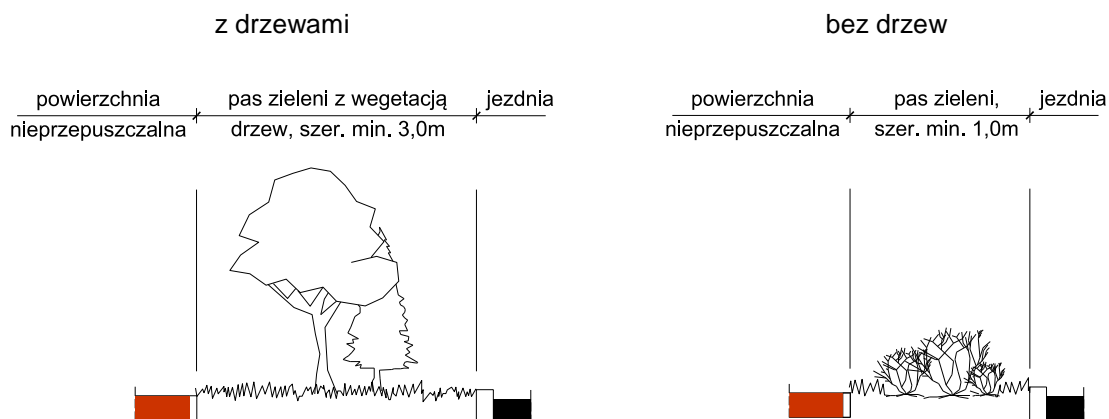 z drzewami
powierzchnia
nieprzepuszczalna
pas zieleni z wegetacją
drzew, szer. min. 3,0m
jezdnia
bez drzew
powierzchnia
nieprzepuszczalna
pas zieleni,
szer. min. 1,0m
jezdnia